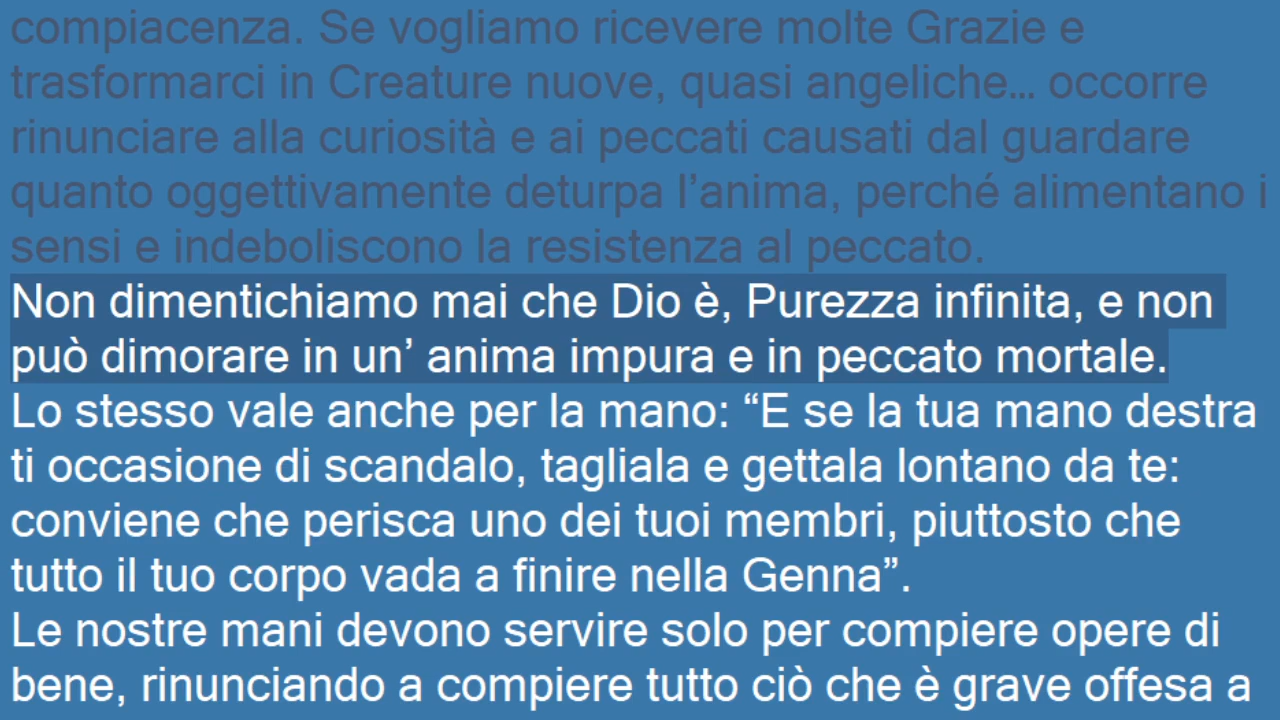 compiacenza. Se vogliamo ricevere molte Grazie e
trasformarci in Creature nuove, quasi angeliche... occorre
rinunciare alla curiosità e ai peccati causati dal guardare
quanto oggettivamente deturpa l’anima, perché alimentano i
sensi e indeboliscono la resistenza al peccato.
Non dimentichiamo mai che Dio è, Purezza infinita, e non
può dimorare in un’ anima impura e in peccato mortale.
Lo stesso vale anche per la mano: “E se la tua mano destra
ti occasione di scandalo, tagliala e gettala lontano da te:
conviene che perisca uno dei tuoi membri, piuttosto che
tutto il tuo corpo vada a finire nella Genna”.
Le nostre mani devono servire solo per compiere opere di
bene, rinunciando a compiere tutto ciò che è grave offesa a